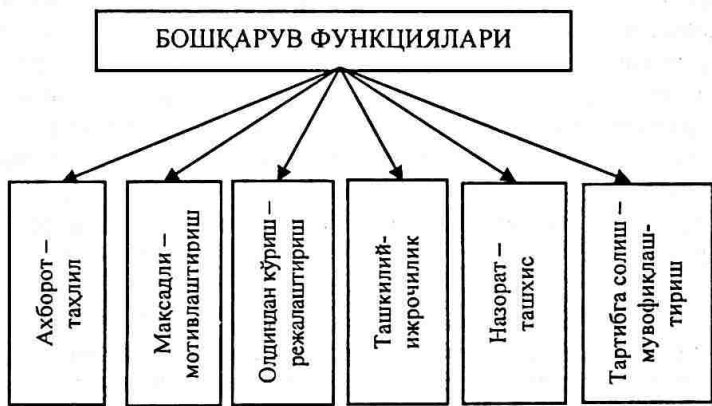 БОШҚАРУВ ФУНКЦИЯЛАРИ
Ахборот –
таҳлил
Мақсадли –
мотивлаштириш
Олдиндан кўриш –
режалаштириш
Ташкилий-
ижрочилик
Назорат –
ташхис
Тартибга солиш –
мувофиқлаш-
тириш